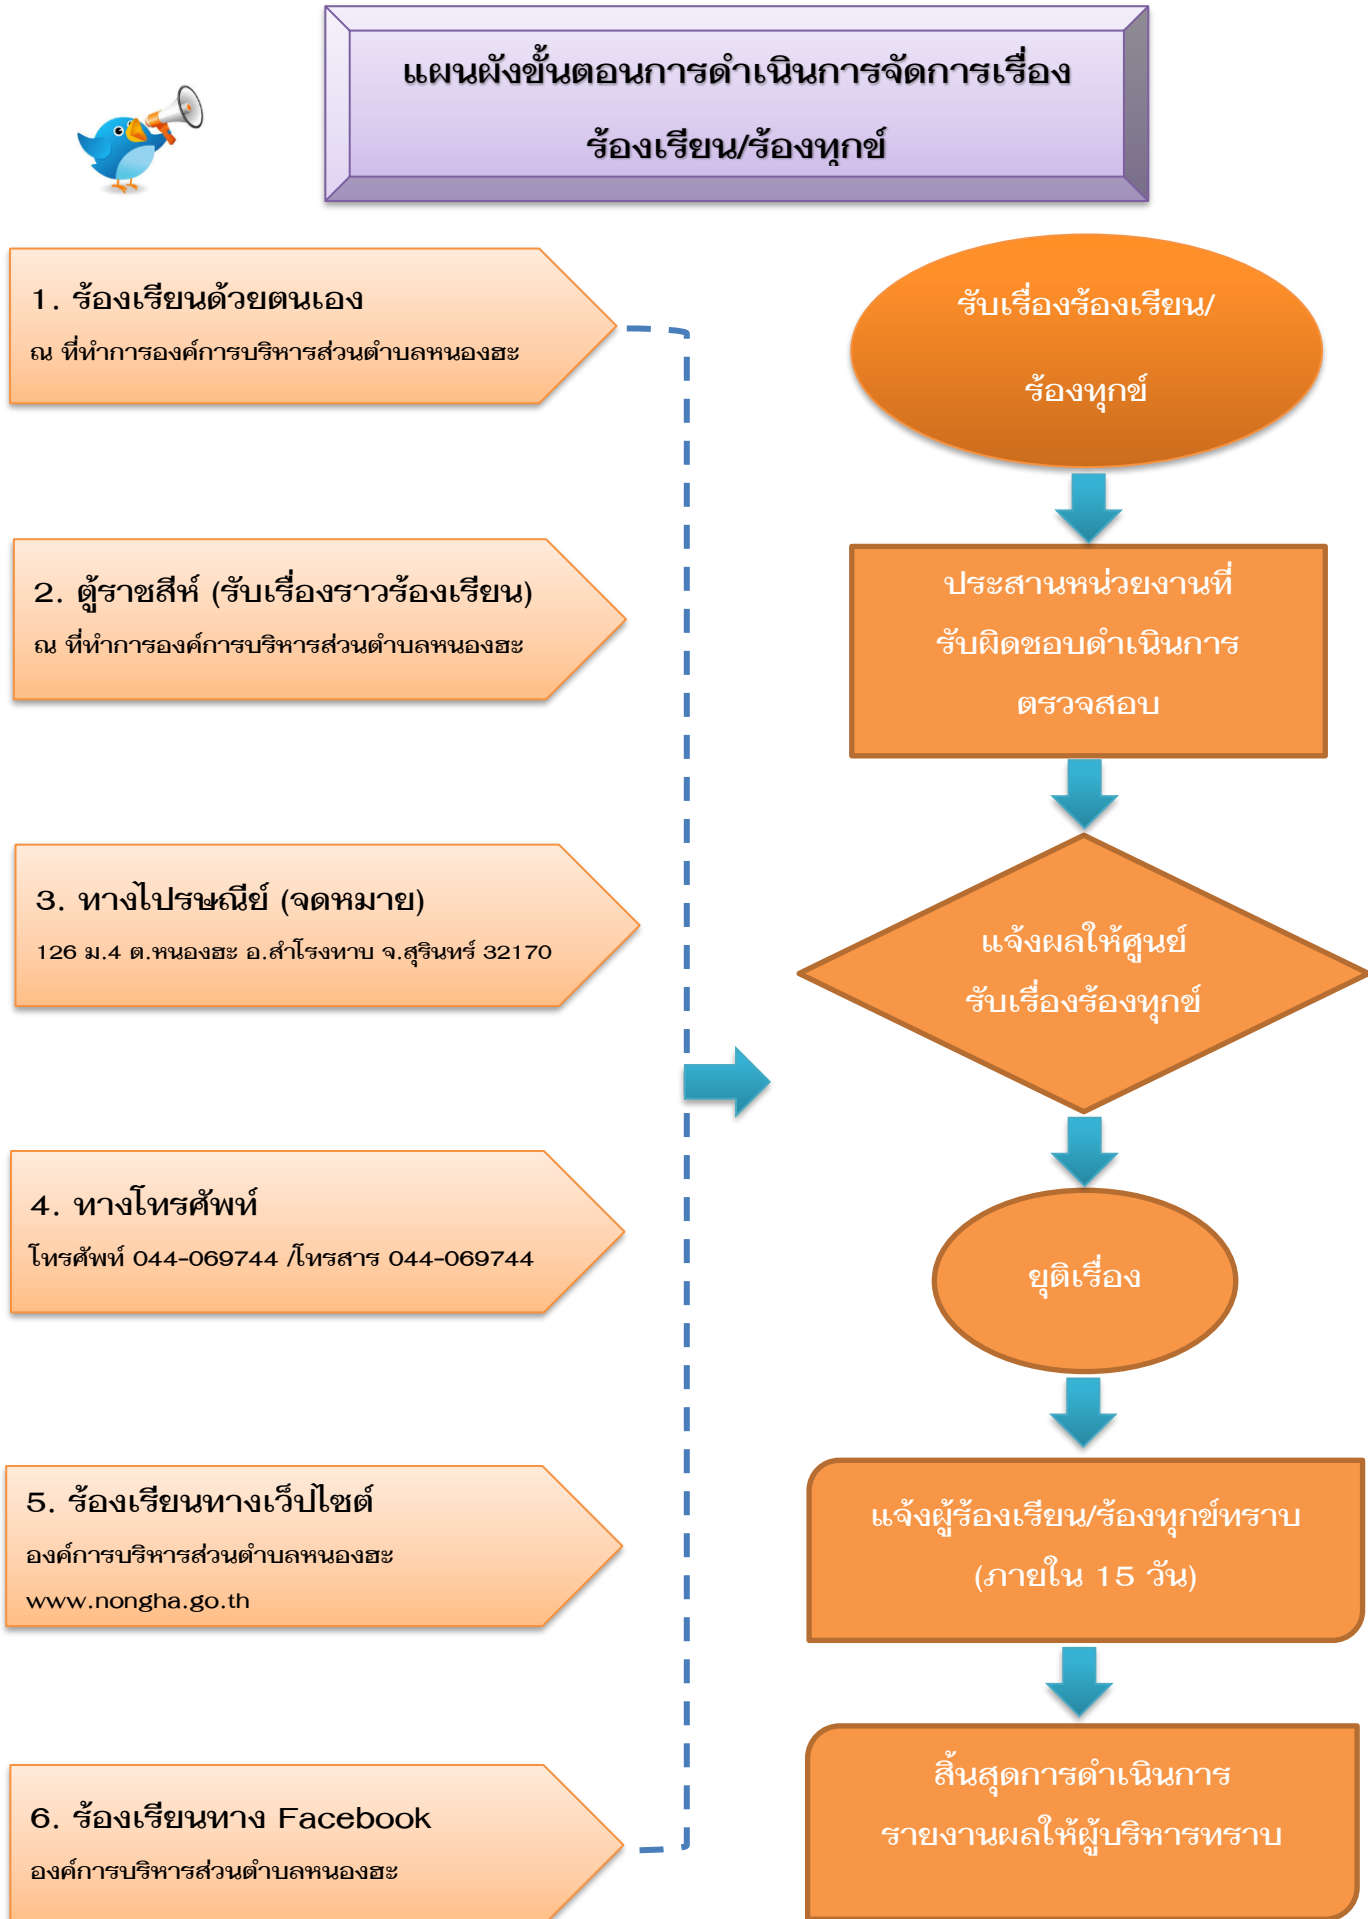 แผนผังขั้นตอนการดำเนินการจัดการเรื่อง
ร้องเรียน/ร้องทุกข์
1. ร้องเรียนด้วยตนเอง
ณ ที่ทำการองค์การบริหารส่วนตำบลหนองฮะ
2. ตู้ราชสีห์ (รับเรื่องราวร้องเรียน)
ณ ที่ทำการองค์การบริหารส่วนตำบลหนองฮะ
3. ทางไปรษณีย์ (จดหมาย)
126 ม.4 ต.หนองฮะ อ.สำโรงทาบ จ.สุรินทร์ 32170
4. ทางโทรศัพท์
โทรศัพท์ 044-069744 /โทรสาร 044-069744
5. ร้องเรียนทางเว็ปไซต์
องค์การบริหารส่วนตำบลหนองฮะ
www.nongha.go.th
6. ร้องเรียนทาง Facebook
องค์การบริหารส่วนตำบลหนองฮะ
รับเรื่องร้องเรียน/
ร้องทุกข์
ประสานหน่วยงานที่
รับผิดชอบดำเนินการ
ตรวจสอบ
แจ้งผลให้ศูนย์
รับเรื่องร้องทุกข์
ยุติเรื่อง
แจ้งผู้ร้องเรียน/ร้องทุกข์ทราบ
(ภายใน 15 วัน)
สิ้นสุดการดำเนินการ
รายงานผลให้ผู้บริหารทราบ